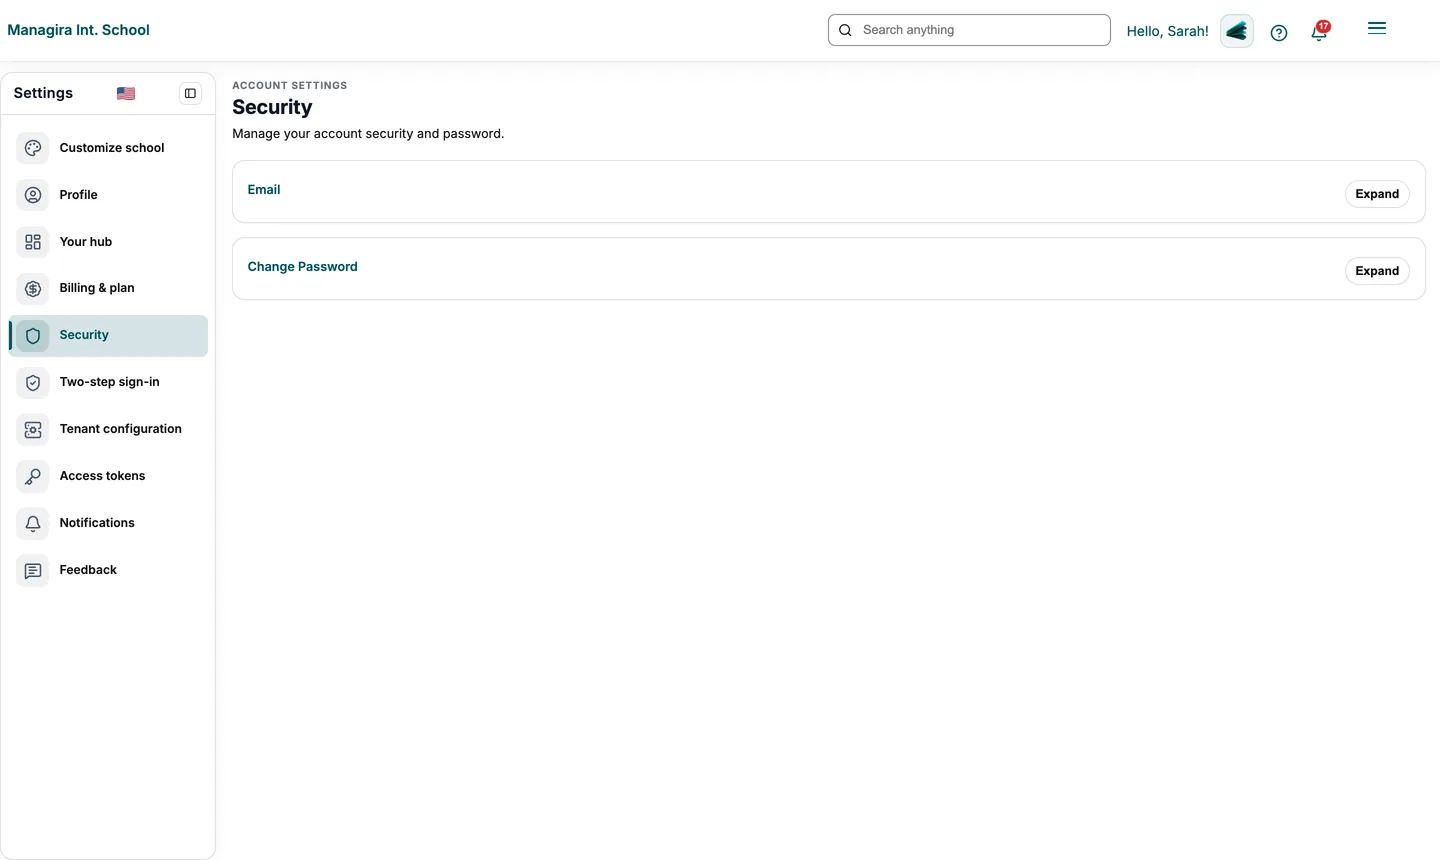 Managira Int. School
Search anything
Hello, Sarah!
17
Settings
Customize school
Profile
Your hub
Billing & plan
Security
Two-step sign-in
Tenant configuration
Access tokens
Notifications
Feedback
ACCOUNT SETTINGS
Security
Manage your account security and password.
Email
Expand
Change Password
Expand